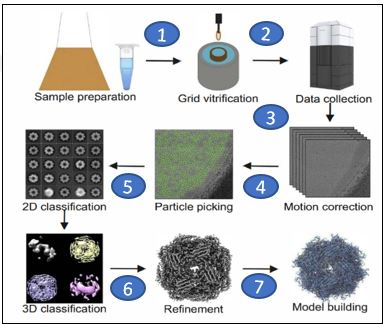 1
2
Sample preparation
Grid vitrification
Data collection
3
5
4
2D classification
Particle picking
Motion correction
6
7
3D classification
Refinement
Model building